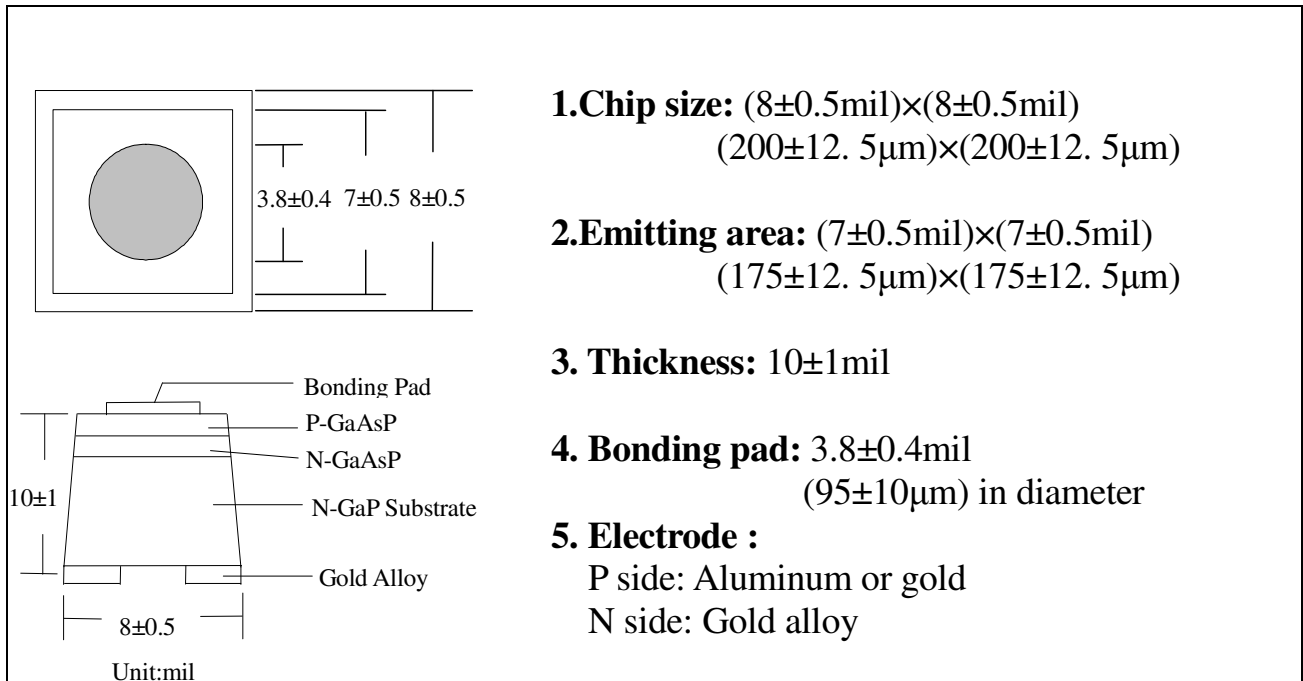 3.8±0.4 7±0.5 8±0.5
Bonding Pad
P-GaAsP
N-GaAsP
10±1
N-GaP Substrate
Gold Alloy
8±0.5
Unit:mil
1.Chip size: (8±0.5mil)×(8±0.5mil)
(200±12. 5μm)×(200±12. 5μm)
2.Emitting area: (7±0.5mil)×(7±0.5mil)
(175±12. 5μm)×(175±12. 5μm)
3. Thickness: 10±1mil
4. Bonding pad: 3.8±0.4mil
(95±10μm) in diameter
5. Electrode :
P side: Aluminum or gold
N side: Gold alloy